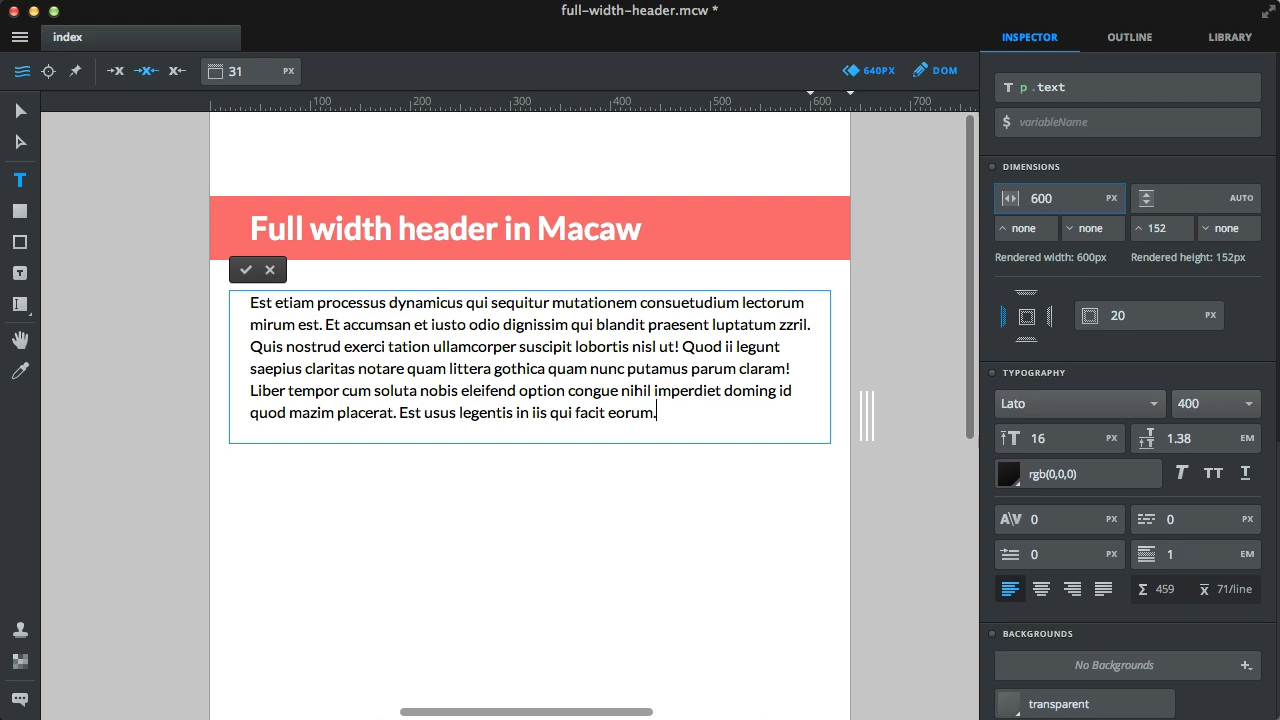 full-width-header.mcw *
index
INSPECTOR OUTLINE LIBRARY
31 PX
640PX DOM
100 200 300 400 500 600 700
T p .text
$ variableName
DIMENSIONS
600 PX AUTO
none none 152 none
Rendered width: 600px Rendered height: 152px
20 PX
TYPOGRAPHY
Lato 400
16 PX 1.38 EM
rgb(0,0,0) T TT T
A\V 0 PX 0 PX
0 PX 1 EM
Σ 459 x 71/line
BACKGROUNDS
No Backgrounds
transparent
Full width header in Macaw
Est etiam processus dynamicus qui sequitur mutationem consuetudium lectorum
mirum est. Et accumsan et iusto odio dignissim qui blandit praesent luptatum zzril.
Quis nostrud exerci tation ullamcorper suscipit lobortis nisl ut! Quod ii legunt
saepius claritas notare quam littera gothica quam nunc putamus parum claram!
Liber tempor cum soluta nobis eleifend option congue nihil imperdiet doming id
quod mazim placerat. Est usus legentis in iis qui facit eorum.